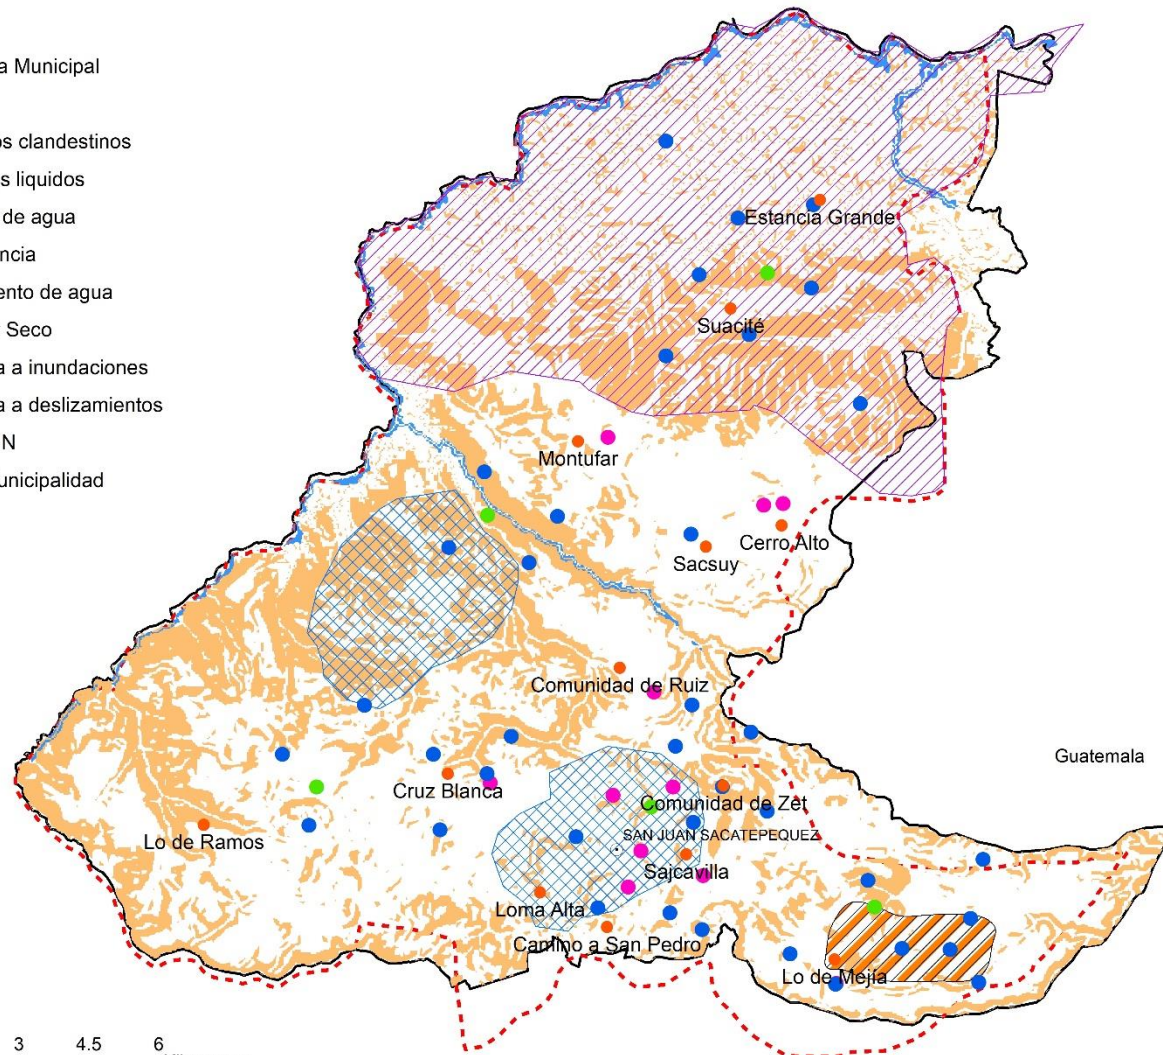 a Municipal
s clandestinos
s liquidos
de agua
ncia
ento de agua
Seco
a a inundaciones
a a deslizamientos
N
unicipalidad
Estancia Grande
Suacité
Montufar
Cerro Alto
Sacsuy
Comunidad de Ruiz
Guatemala
Cruz Blanca
Comunidad de Zet
SAN JUAN SACATEPEQUEZ
Lo de Ramos
Sajcavilla
Loma Alta
Camino a San Pedro
Lo de Mejía
3 4.5 6